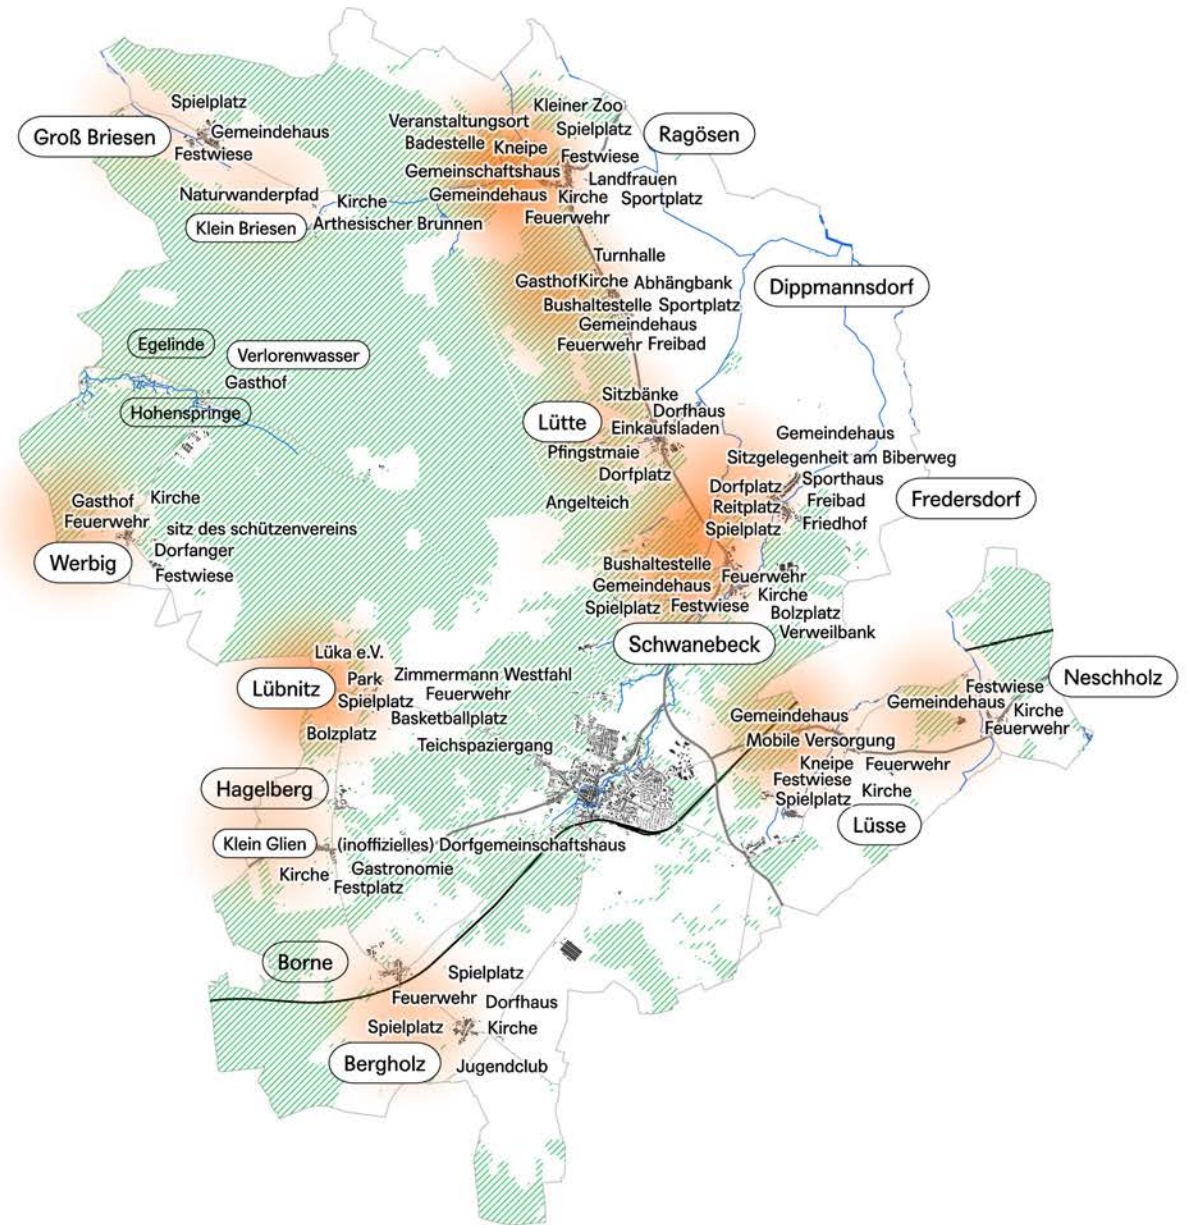 Kleiner Zoo
Spielplatz
Veranstaltungsort
Spielplatz
Ragösen
Groß Briesen
Gemeindehaus
Badestelle
Kneipe
Festwiese
Festwiese
Gemeinschaftshaus
Landfrauen
Naturwanderpfad
Kirche
Gemeindehaus
Kirche
Sportplatz
Klein Briesen
Arthesischer Brunnen
Feuerwehr
Turnhalle
Gasthof
Kirche
Abhängbank
Dippmannsdorf
Bushaltestelle
Sportplatz
Gemeindehaus
Feuerwehr
Freibad
Egelinde
Verlorenwasser
Gasthof
Hohenspringe
Sitzbänke
Dorfhaus
Lütte
Einkaufsladen
Pfingstmaie
Dorfplatz
Angelteich
Gemeindehaus
Sitzgelegenheit am Biberweg
Dorfplatz
Sporthaus
Reitplatz
Freibad
Fredersdorf
Spielplatz
Friedhof
Gasthof
Kirche
Feuerwehr
sitz des schützenvereins
Werbig
Dorfanger
Festwiese
Bushaltestelle
Gemeindehaus
Feuerwehr
Kirche
Spielplatz
Festwiese
Bolzplatz
Verweilbank
Schwanebeck
Lüka e.V.
Lübnitz
Park
Zimmermann Westfahl
Spielplatz
Feuerwehr
Basketballplatz
Bolzplatz
Teichspaziergang
Neschholz
Festwiese
Gemeindehaus
Kirche
Feuerwehr
Gemeindehaus
Mobile Versorgung
Kneipe
Feuerwehr
Festwiese
Spielplatz
Kirche
Lüsse
Hagelberg
Klein Glien
(inoffizielles) Dorfgemeinschaftshaus
Kirche
Gastronomie
Festplatz
Borne
Spielplatz
Feuerwehr
Dorfhaus
Spielplatz
Kirche
Bergholz
Jugendclub